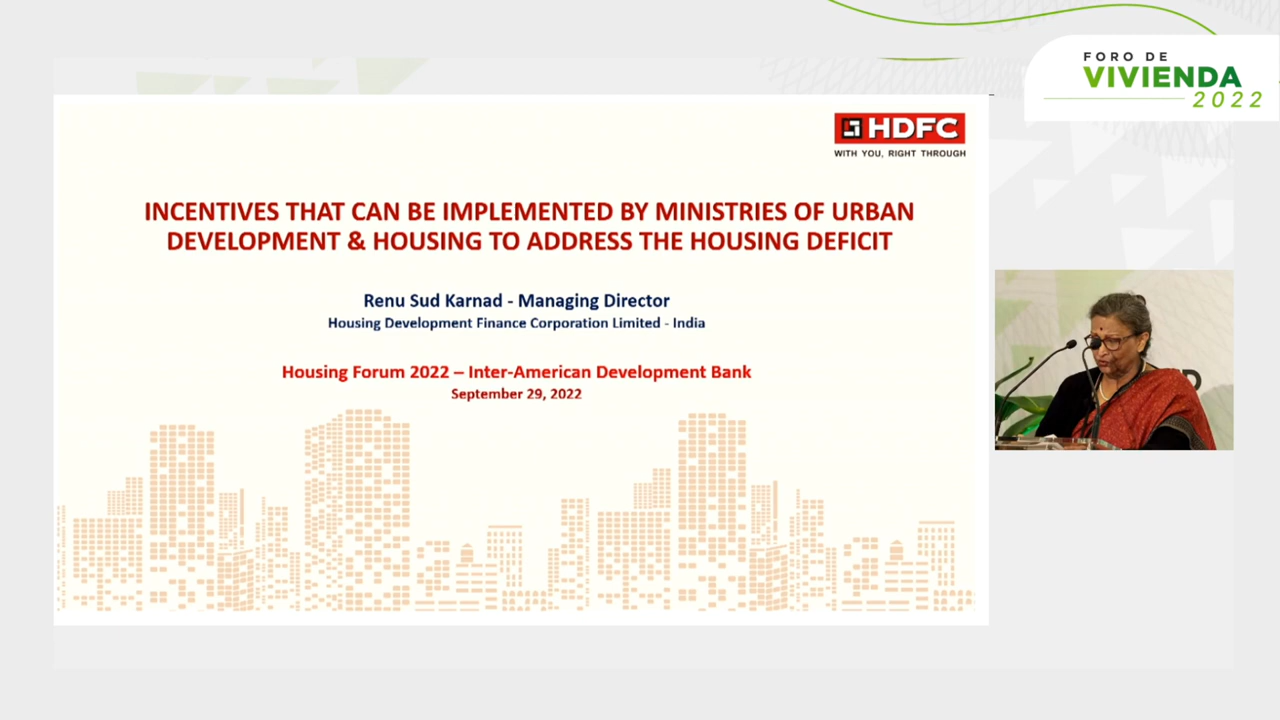 FORO DE
VIVIENDA
2022
HDFC
WITH YOU, RIGHT THROUGH
INCENTIVES THAT CAN BE IMPLEMENTED BY MINISTRIES OF URBAN
DEVELOPMENT & HOUSING TO ADDRESS THE HOUSING DEFICIT
Renu Sud Karnad - Managing Director
Housing Development Finance Corporation Limited - India
Housing Forum 2022 – Inter-American Development Bank
September 29, 2022